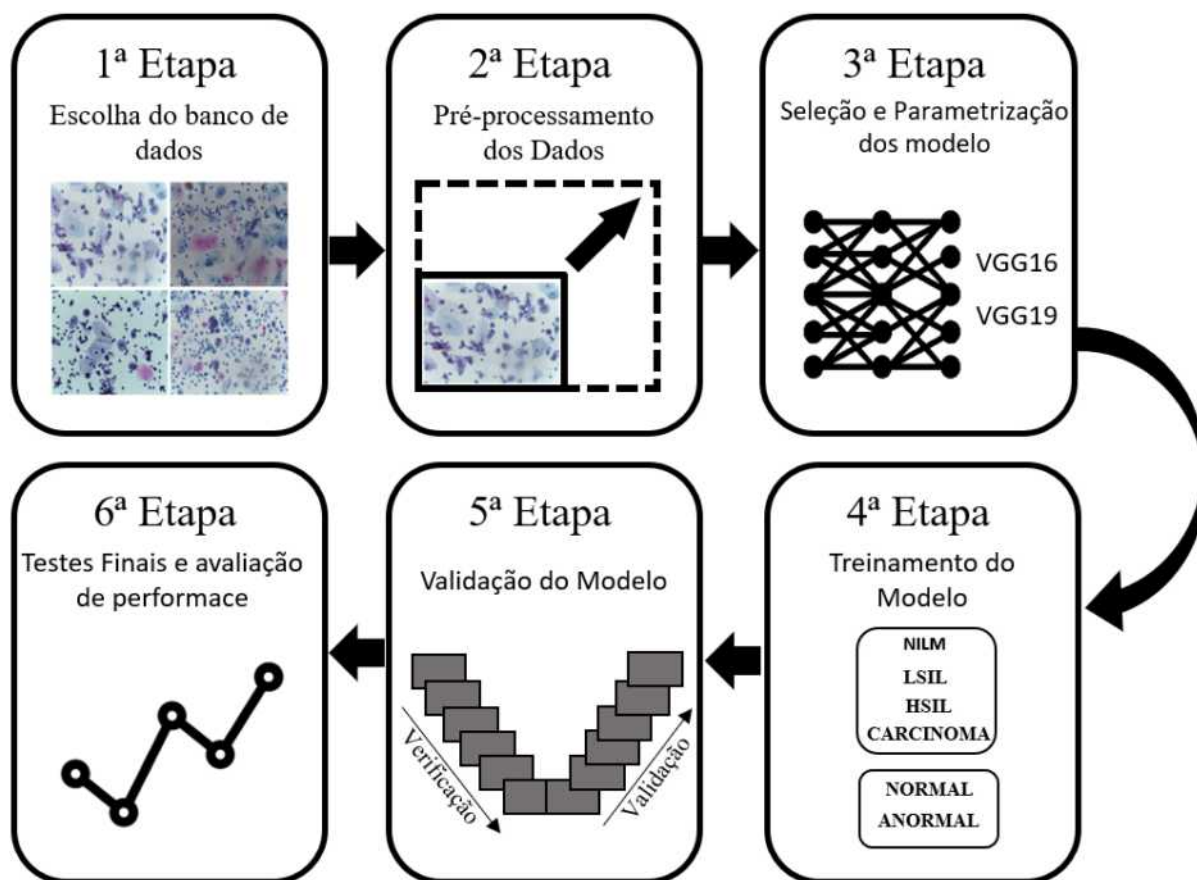 1ª Etapa
Escolha do banco de
dados
2ª Etapa
Pré-processamento
dos Dados
3ª Etapa
Seleção e Parametrização
dos modelo
VGG16
VGG19
4ª Etapa
Treinamento do
Modelo
NILM
LSIL
HSIL
CARCINOMA
NORMAL
ANORMAL
5ª Etapa
Validação do Modelo
Verificação
Validação
6ª Etapa
Testes Finais e avaliação
de performace